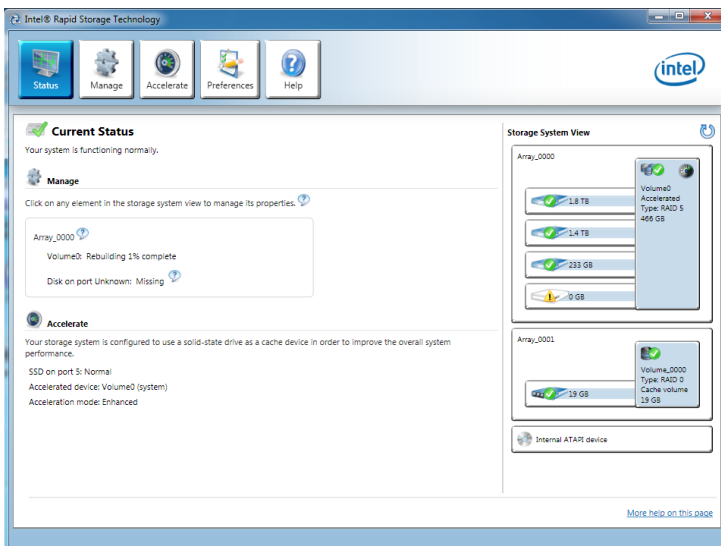 Intel® Rapid Storage Technology
Status
Manage
Accelerate
Preferences
Help
intel
Current Status
Your system is functioning normally.
Manage
Click on any element in the storage system view to manage its properties.
Array_0000
Volume0: Rebuilding 1% complete
Disk on port Unknown: Missing
Accelerate
Your storage system is configured to use a solid-state drive as a cache device in order to improve the overall system
performance.
SSD on port 5: Normal
Accelerated device: Volume0 (system)
Acceleration mode: Enhanced
Storage System View
Array_0000
1.8 TB
1.4 TB
233 GB
0 GB
Volume0
Accelerated
Type: RAID 5
466 GB
Array_0001
19 GB
Volume_0000
Type: RAID 0
Cache volume
19 GB
Internal ATAPI device
More help on this page